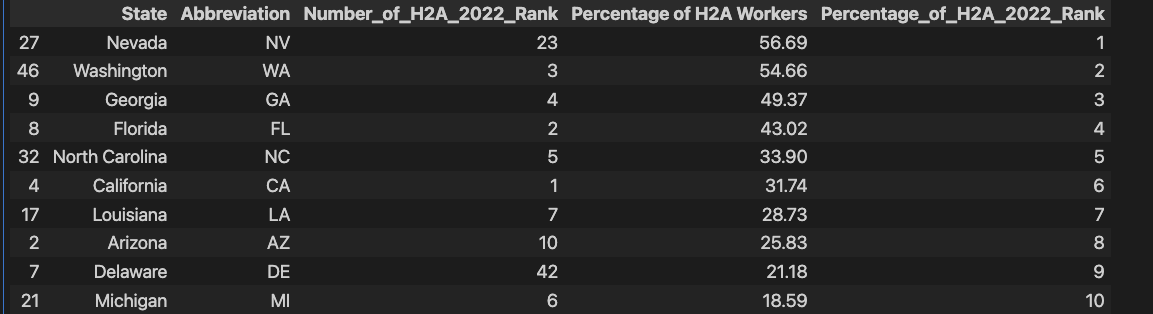 State Abbreviation Number_of_H2A_2022_Rank Percentage of H2A Workers Percentage_of_H2A_2022_Rank
27 Nevada NV 23 56.69 1
46 Washington WA 3 54.66 2
9 Georgia GA 4 49.37 3
8 Florida FL 2 43.02 4
32 North Carolina NC 5 33.90 5
4 California CA 1 31.74 6
17 Louisiana LA 7 28.73 7
2 Arizona AZ 10 25.83 8
7 Delaware DE 42 21.18 9
21 Michigan MI 6 18.59 10